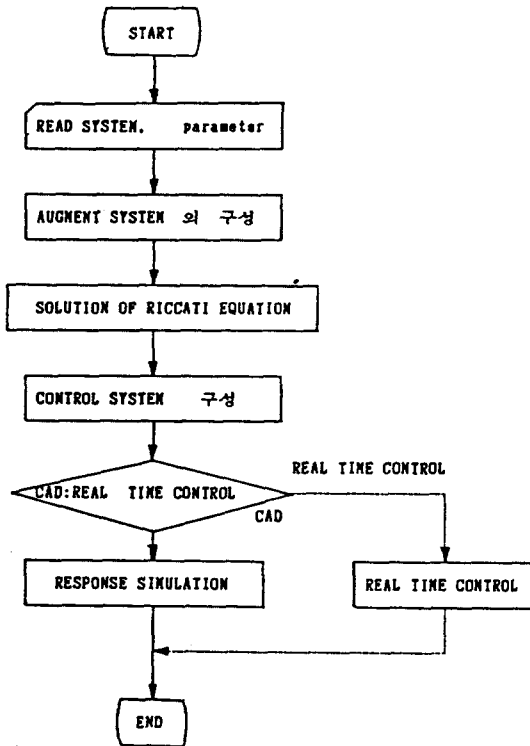 START
READ SYSTEM. parameter
AUGMENT SYSTEM 의 구성
SOLUTION OF RICCATI EQUATION
CONTROL SYSTEM 구성
REAL TIME CONTROL
CAD:REAL TIME CONTROL
CAD
RESPONSE SIMULATION
REAL TIME CONTROL
END